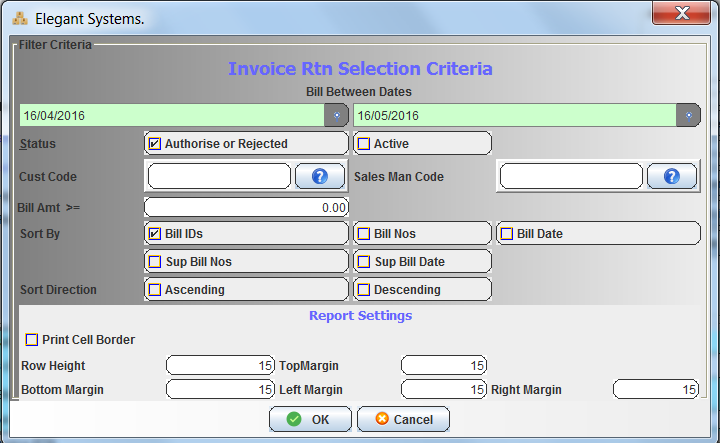 Elegant Systems.
Filter Criteria
Invoice Rtn Selection Criteria
Bill Between Dates
16/04/2016 16/05/2016
Status Authorise or Rejected Active
Cust Code ? Sales Man Code ?
Bill Amt >= 0.00
Sort By Bill IDs Bill Nos Bill Date
Sup Bill Nos Sup Bill Date
Sort Direction Ascending Descending
Report Settings
Print Cell Border
Row Height 15 TopMargin 15
Bottom Margin 15 Left Margin 15 Right Margin 15
OK Cancel